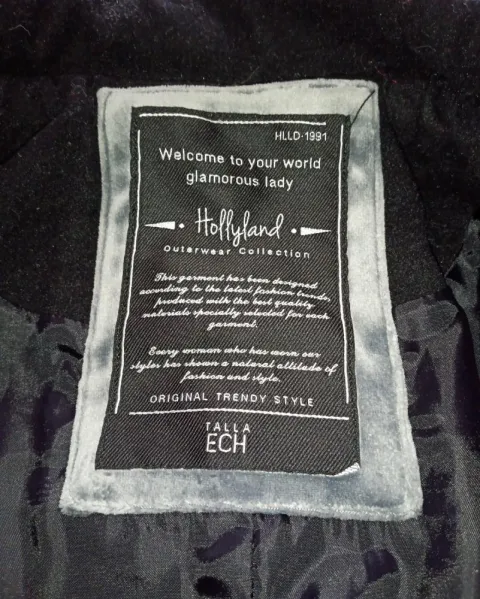 HLLD·1991
Welcome to your world
glamorous lady
Hollyland
Outerwear Collection
This garment has been designed
according to the latest fashion trends,
produced with the best quality
materials specially selected for each
garment.
Every woman who has worn our
styles has shown a natural attitude of
fashion and style.
ORIGINAL TRENDY STYLE
TALLA
ECH